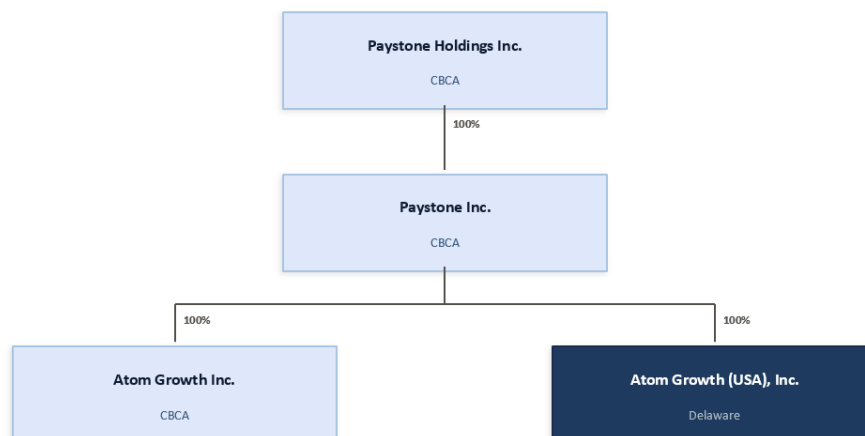 Paystone Holdings Inc.
CBCA
100%
Paystone Inc.
CBCA
100%
100%
Atom Growth Inc.
Atom Growth (USA), Inc.
CBCA
Delaware